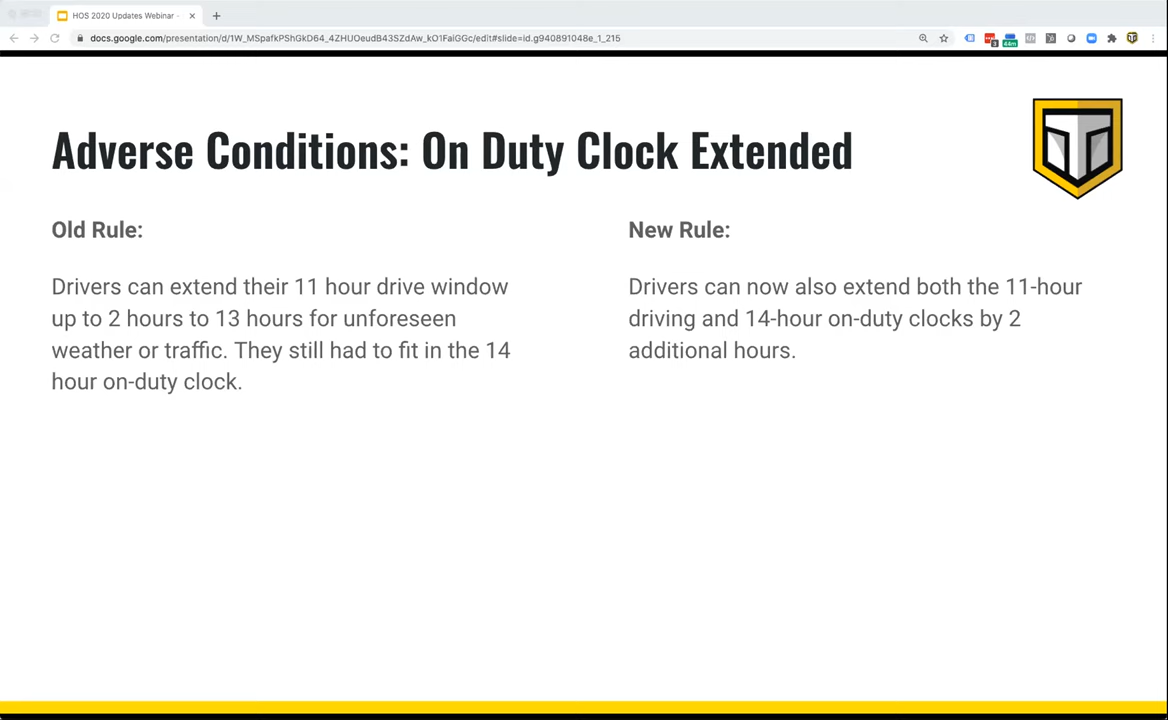 HOS 2020 Updates Webinar -
docs.google.com/presentation/d/1W_MSpafkPShGkD64_4ZHUOeudB43SZdAw_kO1FaiGGc/edit#slide=id.g940891048e_1_215
3
44m
Adverse Conditions: On Duty Clock Extended
Old Rule:
Drivers can extend their 11 hour drive window
up to 2 hours to 13 hours for unforeseen
weather or traffic. They still had to fit in the 14
hour on-duty clock.
New Rule:
Drivers can now also extend both the 11-hour
driving and 14-hour on-duty clocks by 2
additional hours.